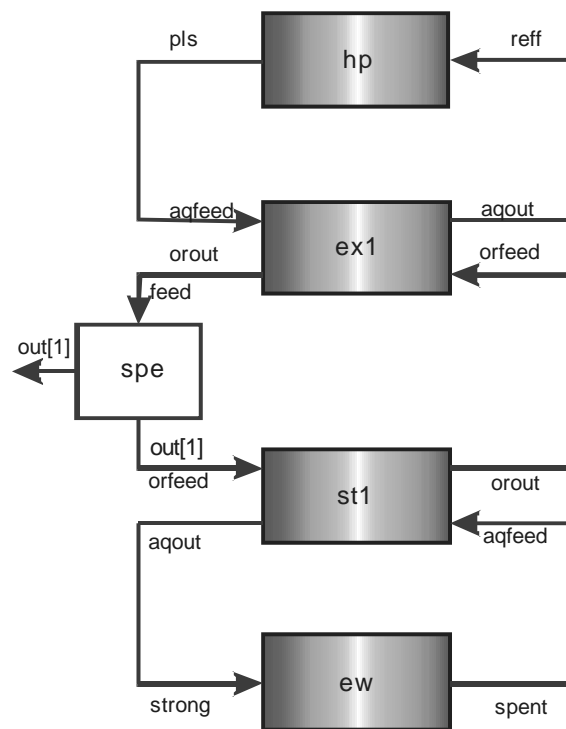 pls
hp
reff
aqfeed
ex1
aqout
orout
orfeed
feed
out[1]
spe
out[1]
orfeed
st1
orout
aqout
aqfeed
strong
ew
spent